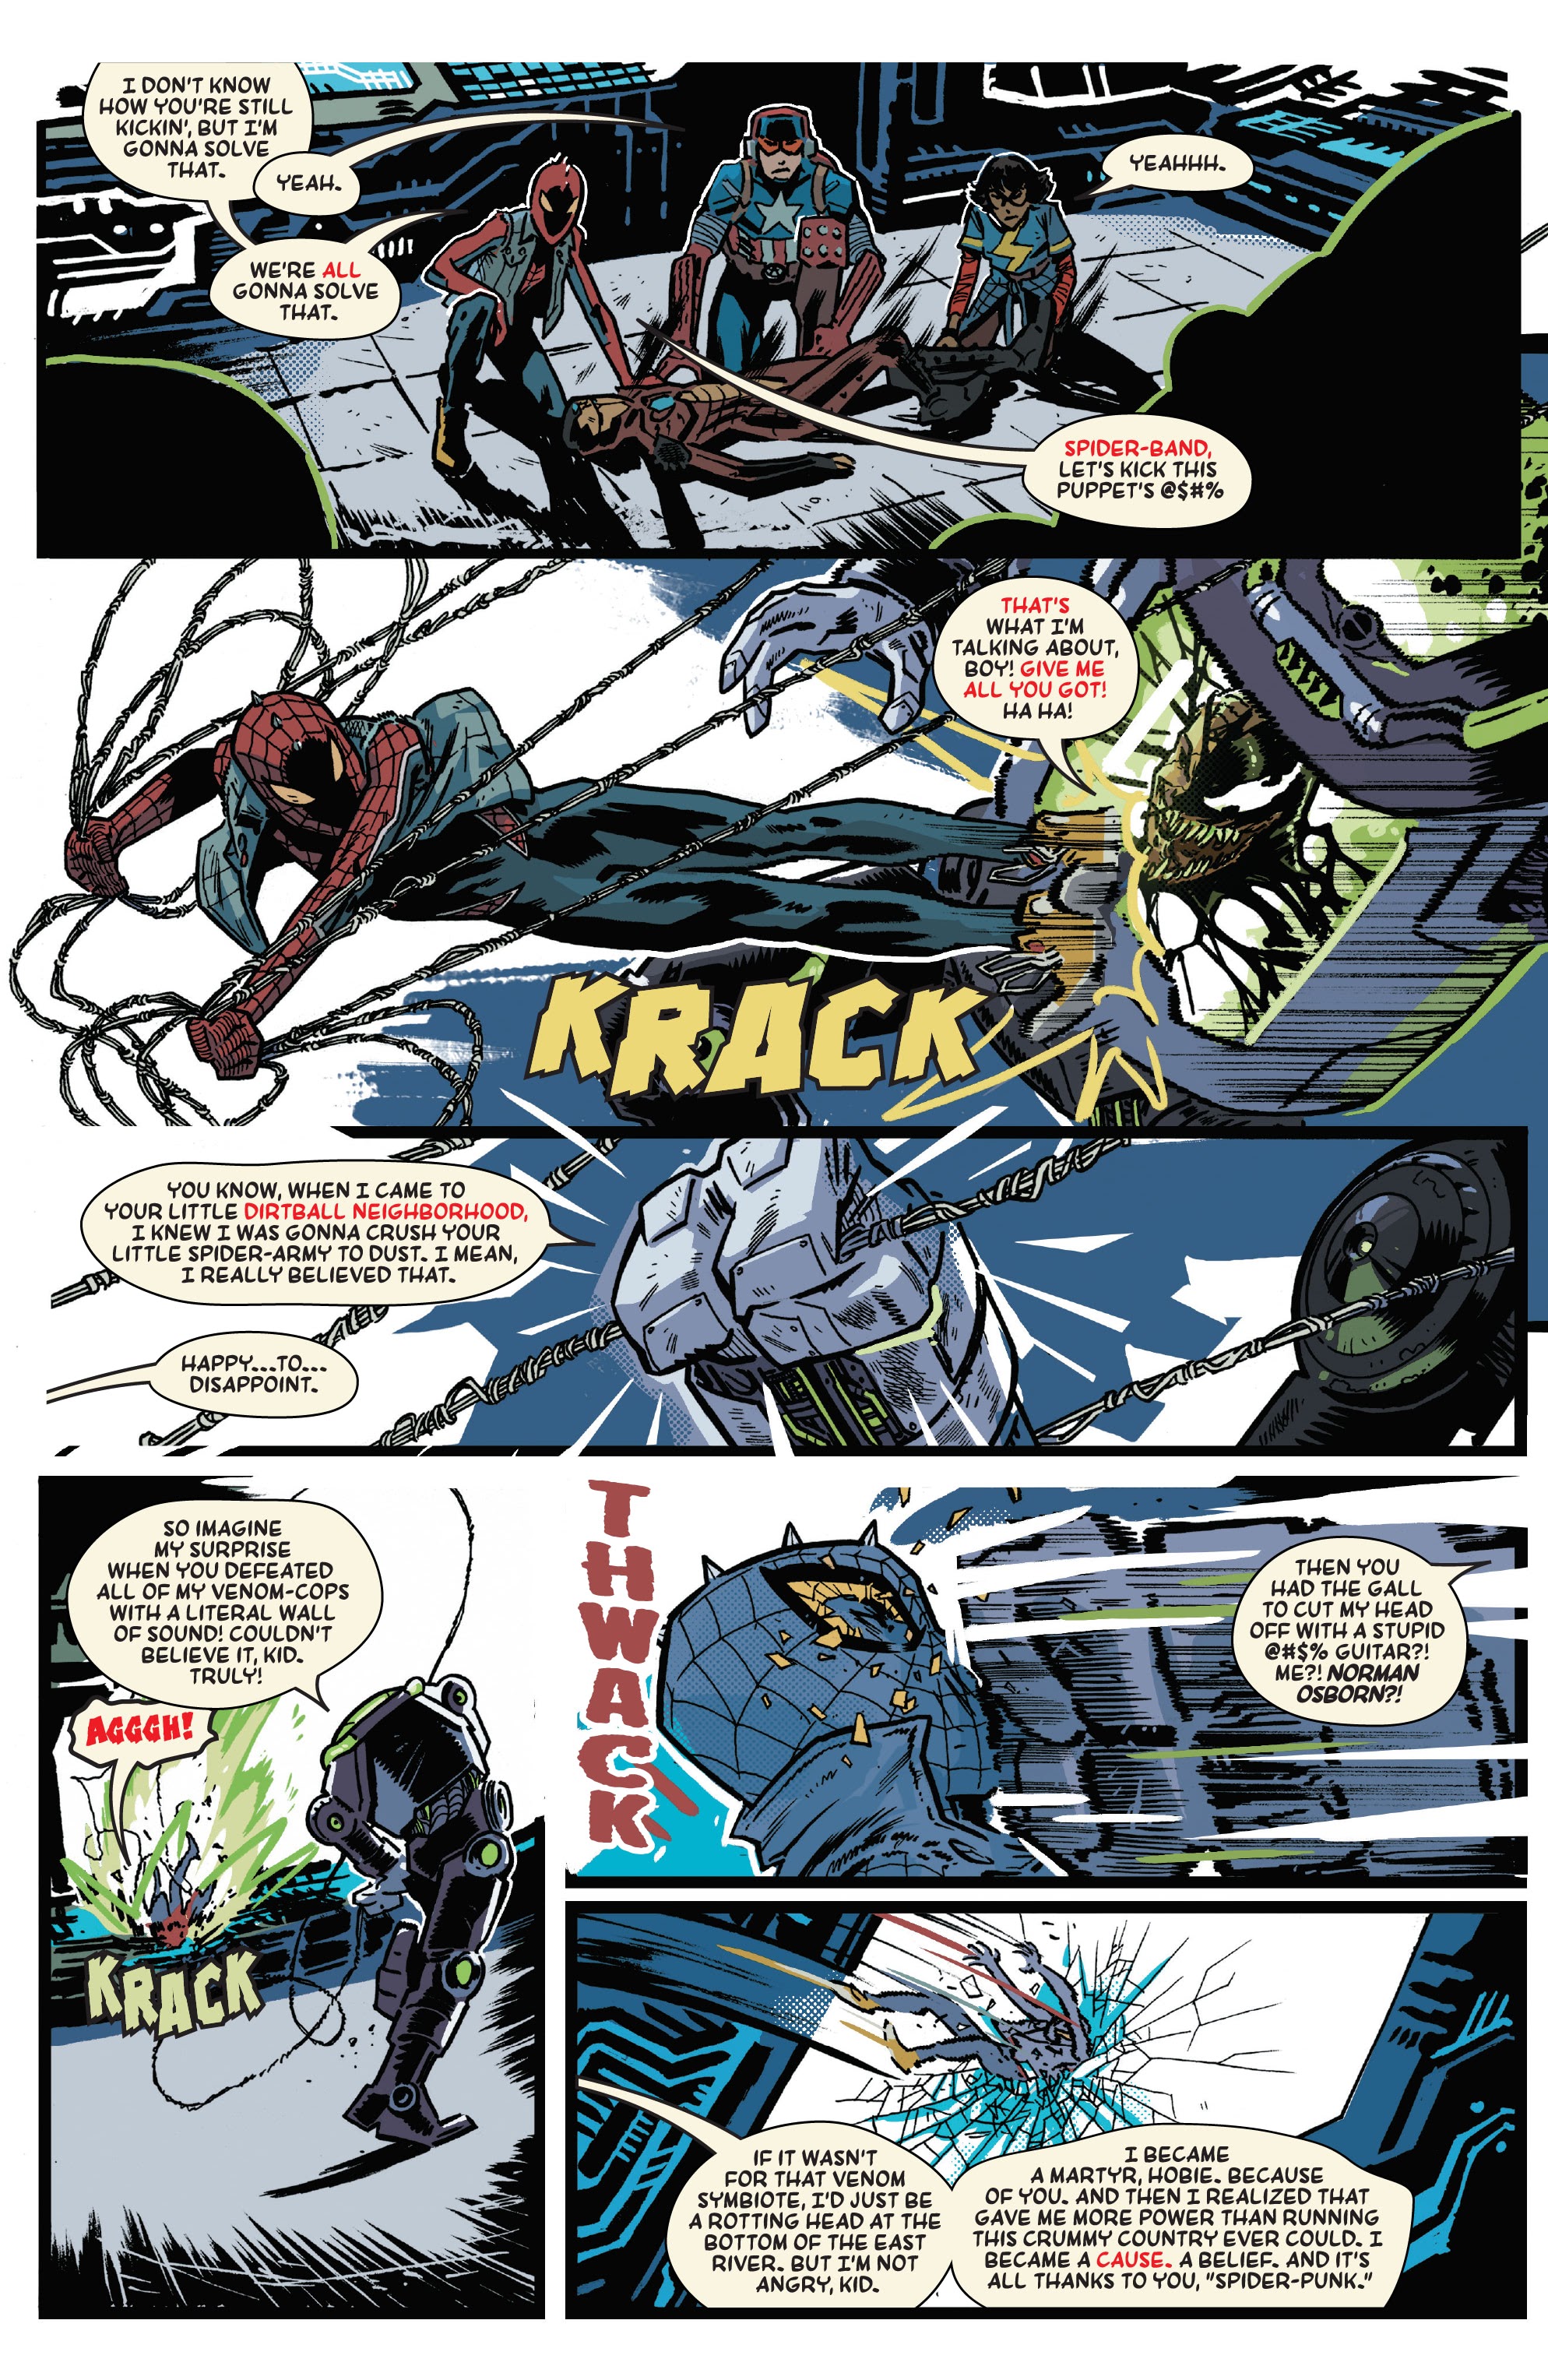 I DON'T KNOW
HOW YOU'RE STILL
KICKIN', BUT I'M
GONNA SOLVE
THAT.
YEAH.
YEAHHH.
WE'RE ALL
GONNA SOLVE
THAT.
SPIDER-BAND,
LET'S KICK THIS
PUPPET'S @$#%
THAT'S
WHAT I'M
TALKING ABOUT,
BOY! GIVE ME
ALL YOU GOT!
HA HA!
KRACK
YOU KNOW, WHEN I CAME TO
YOUR LITTLE DIRTBALL NEIGHBORHOOD,
I KNEW I WAS GONNA CRUSH YOUR
LITTLE SPIDER-ARMY TO DUST. I MEAN,
I REALLY BELIEVED THAT.
HAPPY...TO...
DISAPPOINT.
SO IMAGINE
MY SURPRISE
WHEN YOU DEFEATED
ALL OF MY VENOM-COPS
WITH A LITERAL WALL
OF SOUND! COULDN'T
BELIEVE IT, KID.
TRULY!
AGGGH!
KRACK
THWACK
THEN YOU
HAD THE GALL
TO CUT MY HEAD
OFF WITH A STUPID
@#$% GUITAR?!
ME?! NORMAN
OSBORN?!
IF IT WASN'T
FOR THAT VENOM
SYMBIOTE, I'D JUST BE
A ROTTING HEAD AT THE
BOTTOM OF THE EAST
RIVER. BUT I'M NOT
ANGRY, KID.
I BECAME
A MARTYR, HOBIE. BECAUSE
OF YOU. AND THEN I REALIZED THAT
GAVE ME MORE POWER THAN RUNNING
THIS CRUMMY COUNTRY EVER COULD. I
BECAME A CAUSE. A BELIEF. AND IT'S
ALL THANKS TO YOU, "SPIDER-PUNK."